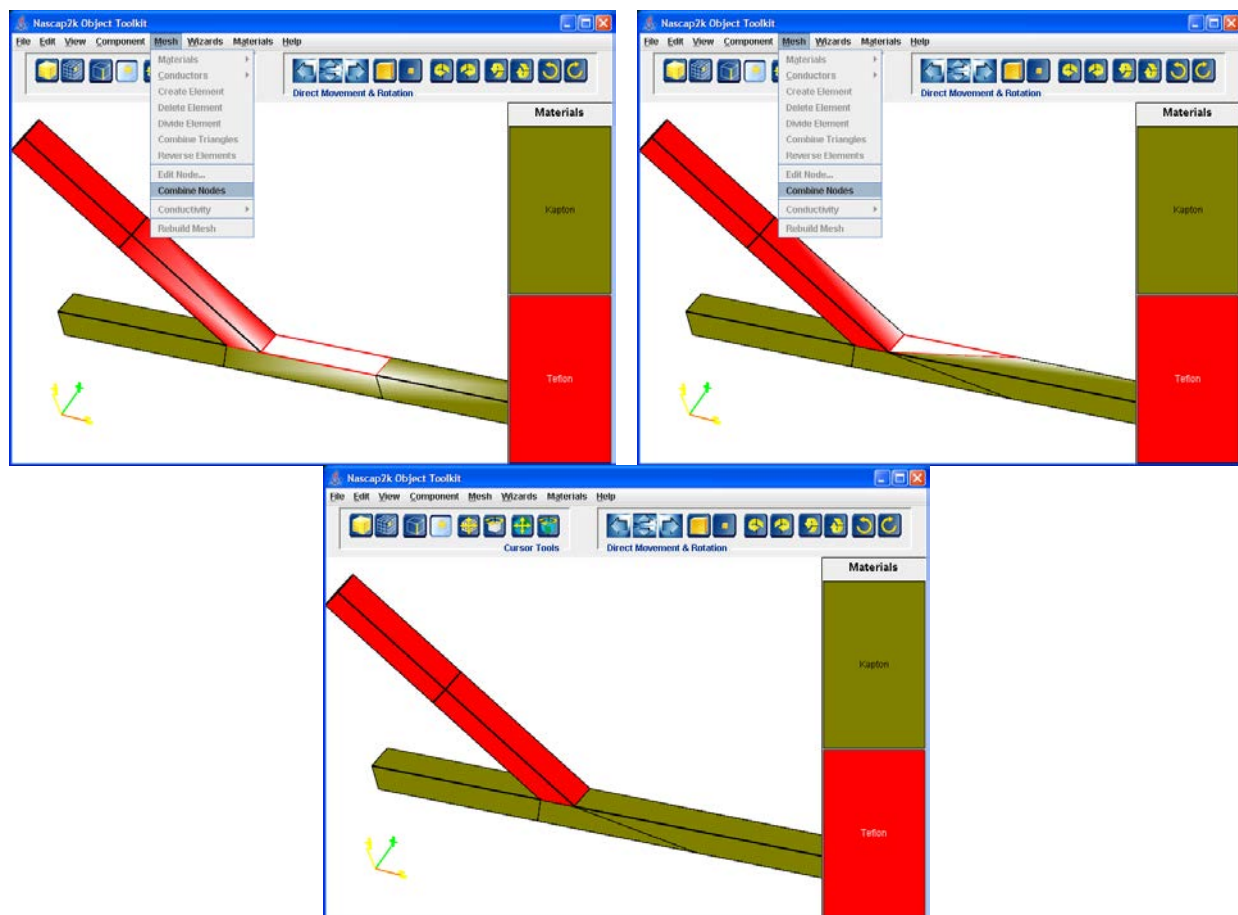 Nascap2k Object Toolkit
File Edit View Component Mesh Wizards Materials Help
Materials
Conductors
Create Element
Delete Element
Divide Element
Combine Triangles
Reverse Elements
Edit Node...
Combine Nodes
Conductivity
Rebuild Mesh
Direct Movement & Rotation
Materials
Kapton
Teflon
Nascap2k Object Toolkit
File Edit View Component Mesh Wizards Materials Help
Materials
Conductors
Create Element
Delete Element
Divide Element
Combine Triangles
Reverse Elements
Edit Node...
Combine Nodes
Conductivity
Rebuild Mesh
Direct Movement & Rotation
Materials
Kapton
Teflon
Nascap2k Object Toolkit
File Edit View Component Mesh Wizards Materials Help
Cursor Tools
Direct Movement & Rotation
Materials
Kapton
Teflon